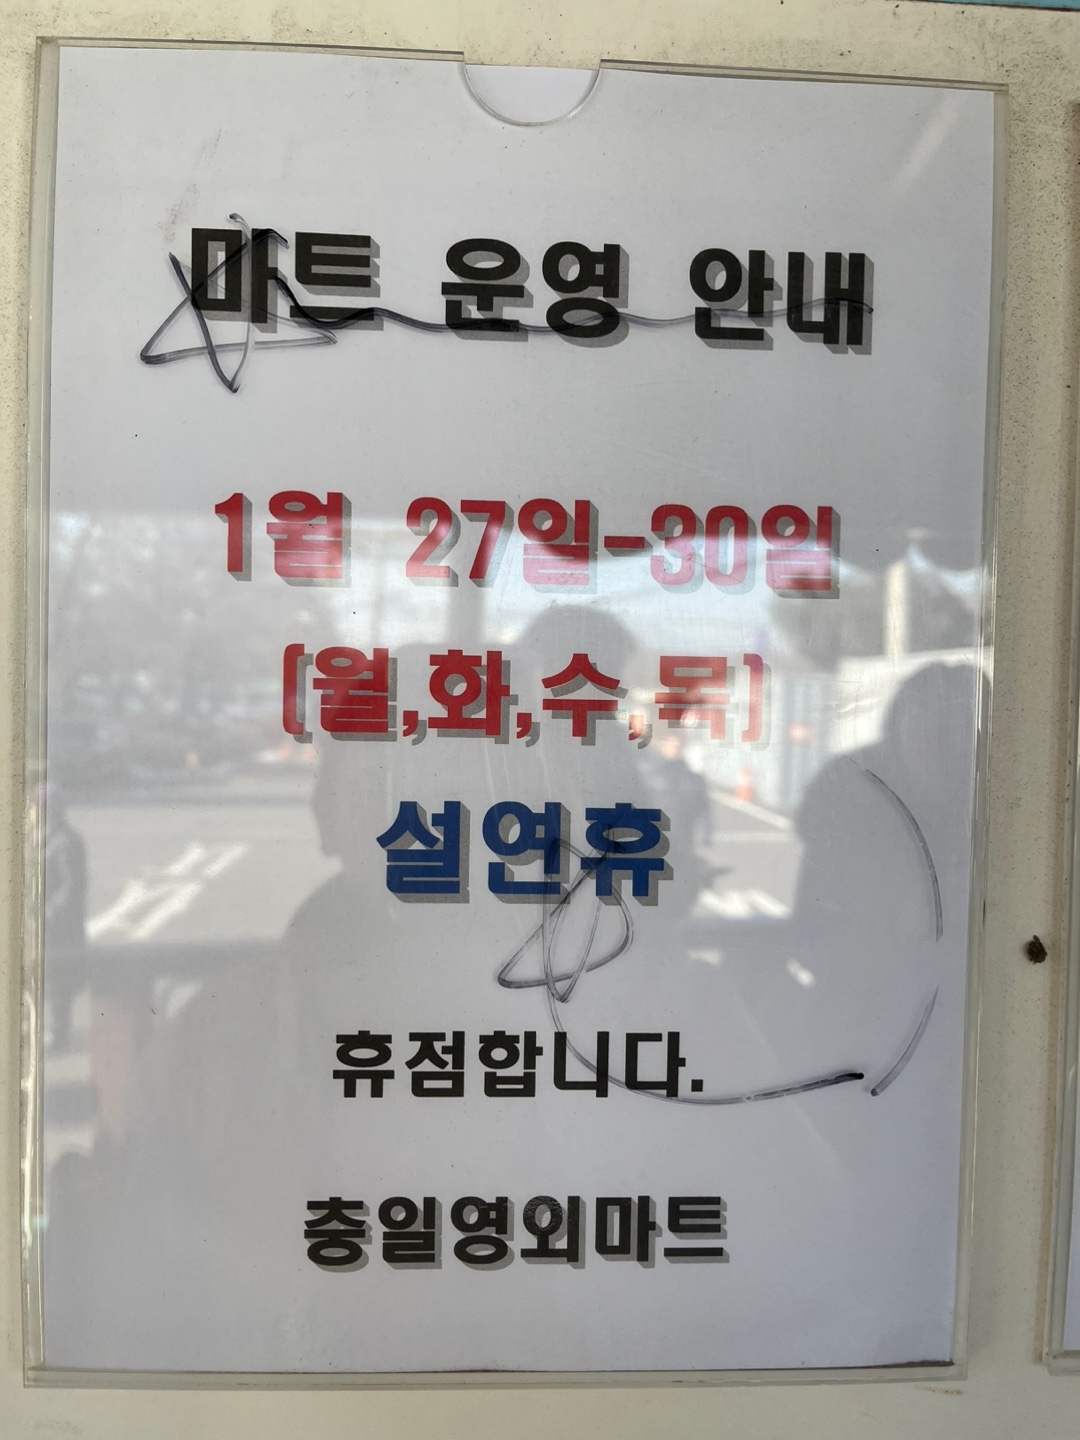 마트 운영 안내
1월 27일-30일
(월,화,수,목)
설연휴
휴점합니다.
충일영외마트